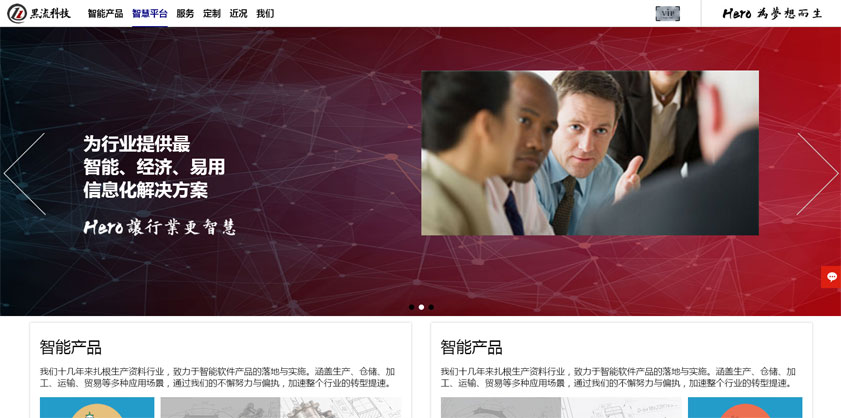 黑流科技
智能产品 智慧平台 服务 定制 近况 我们
VIP
Hero 為夢想而生
为行业提供最
智能、经济、易用
信息化解决方案
Hero 讓行業更智慧
智能产品
我们十几年来扎根生产资料行业，致力于智能软件产品的落地与实施。涵盖生产、仓储、加
工、运输、贸易等多种应用场景，通过我们的不懈努力与偏执，加速整个行业的转型提速。
智能产品
我们十几年来扎根生产资料行业，致力于智能软件产品的落地与实施。涵盖生产、仓储、加
工、运输、贸易等多种应用场景，通过我们的不懈努力与偏执，加速整个行业的转型提速。